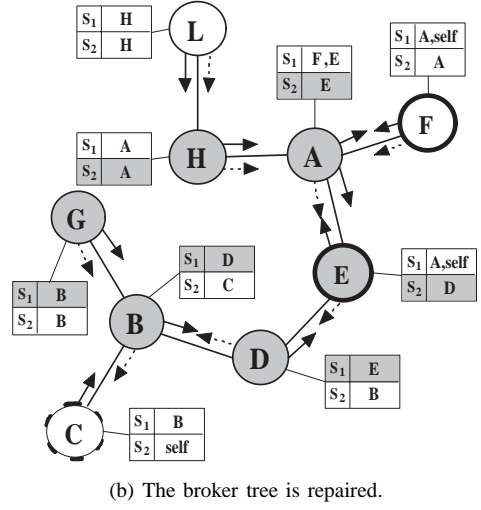 S1 H
S2 H
L
S1 F,E
S2 E
S1 A,self
S2 A
F
S1 A
S2 A
H
A
G
S1 D
S2 C
E
S1 A,self
S2 D
S1 B
S2 B
B
D
S1 E
S2 B
C
S1 B
S2 self
(b) The broker tree is repaired.